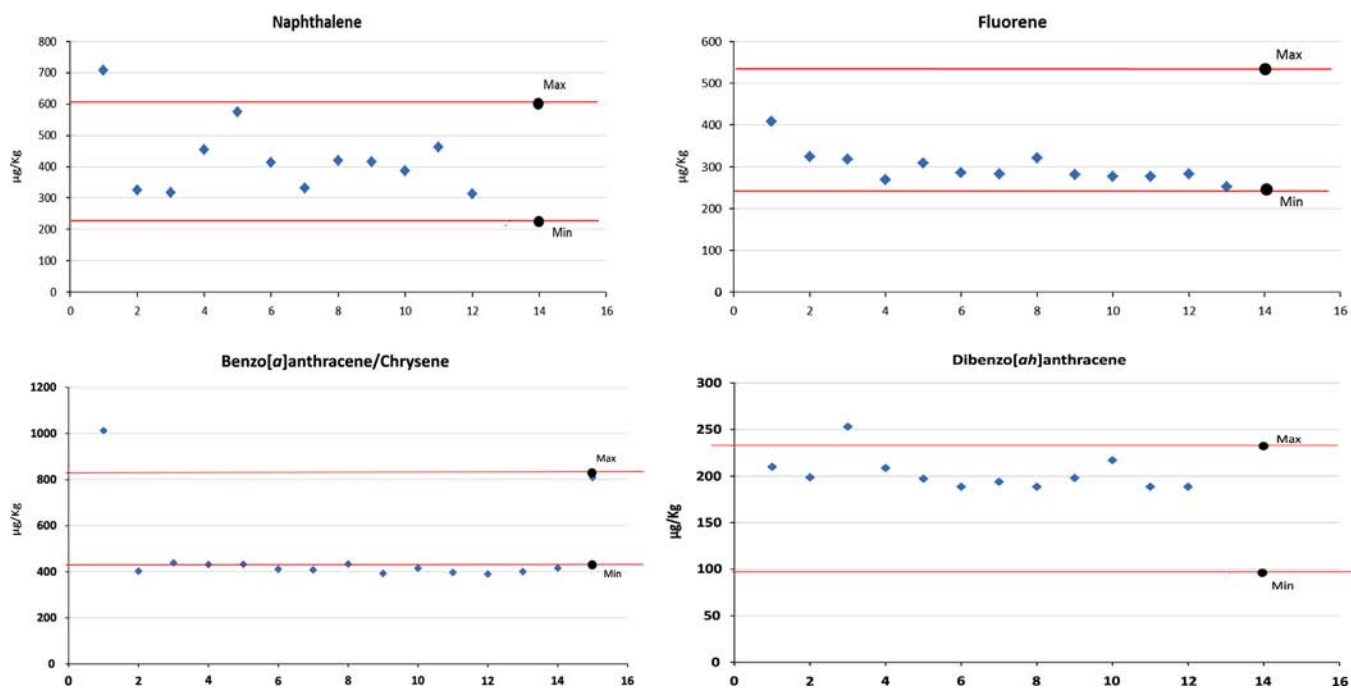 Naphthalene
800
700
600
500
400
300
200
100
0
µg/Kg
Max
Min
0 2 4 6 8 10 12 14 16
Fluorene
600
500
400
300
200
100
0
µg/Kg
Max
Min
0 2 4 6 8 10 12 14 16
Benzo[a]anthracene/Chrysene
1200
1000
800
600
400
200
0
µg/Kg
Max
Min
0 2 4 6 8 10 12 14 16
Dibenzo[ah]anthracene
300
250
200
150
100
50
0
µg/Kg
Max
Min
0 2 4 6 8 10 12 14 16